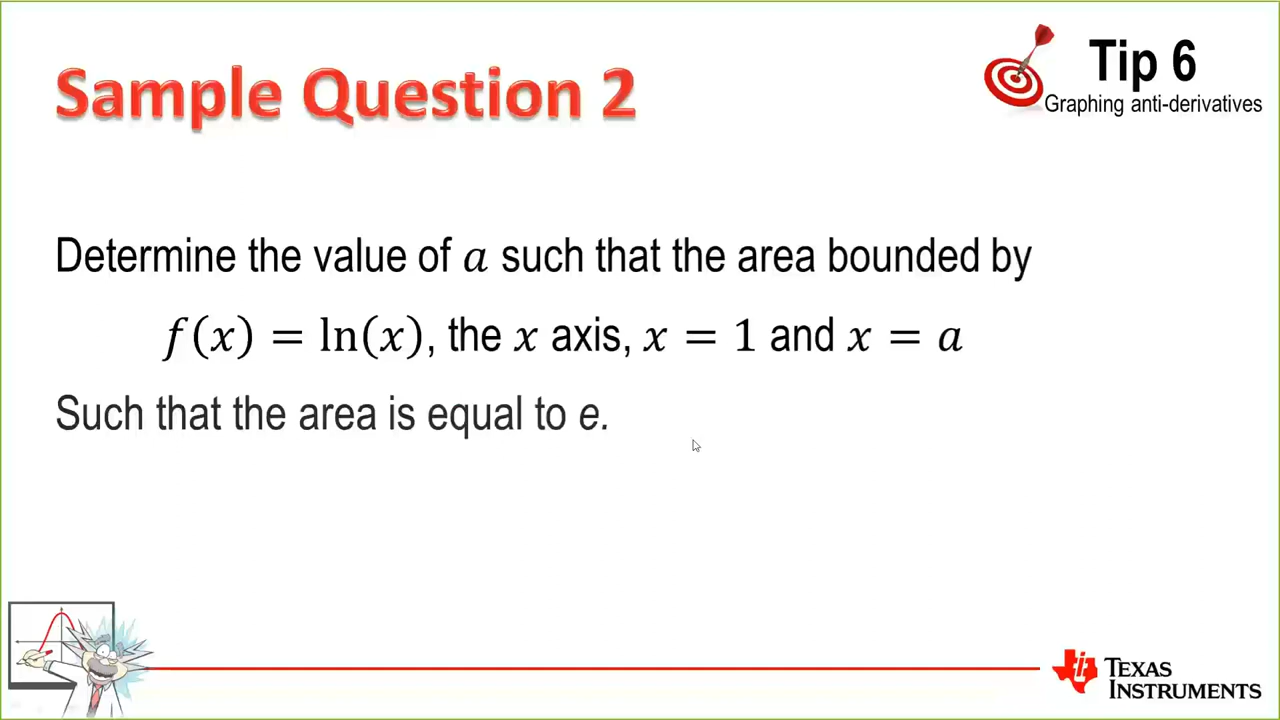 Sample Question 2
Tip 6
Graphing anti-derivatives
Determine the value of a such that the area bounded by
f(x) = ln(x), the x axis, x = 1 and x = a
Such that the area is equal to e.
TEXAS
INSTRUMENTS